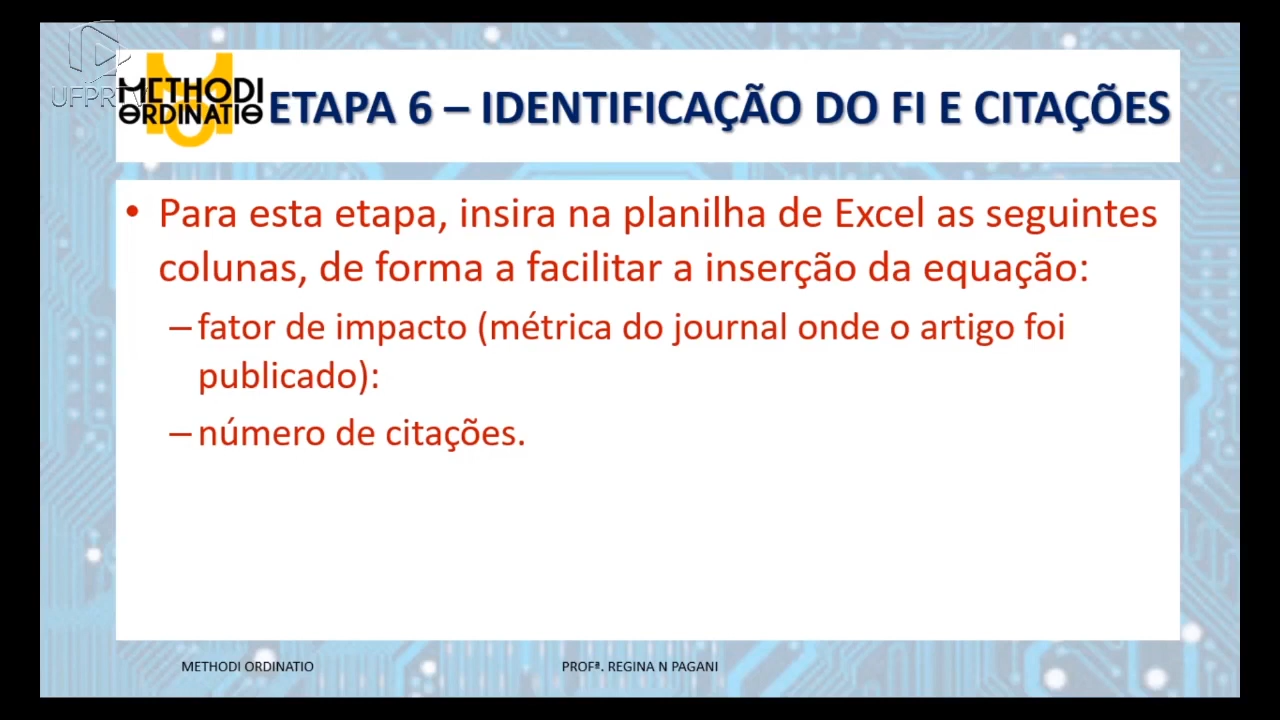 UFPR TV
METHODI
ORDINATIO
ETAPA 6 – IDENTIFICAÇÃO DO FI E CITAÇÕES
• Para esta etapa, insira na planilha de Excel as seguintes
colunas, de forma a facilitar a inserção da equação:
– fator de impacto (métrica do journal onde o artigo foi
publicado):
– número de citações.
METHODI ORDINATIO
PROFª. REGINA N PAGANI